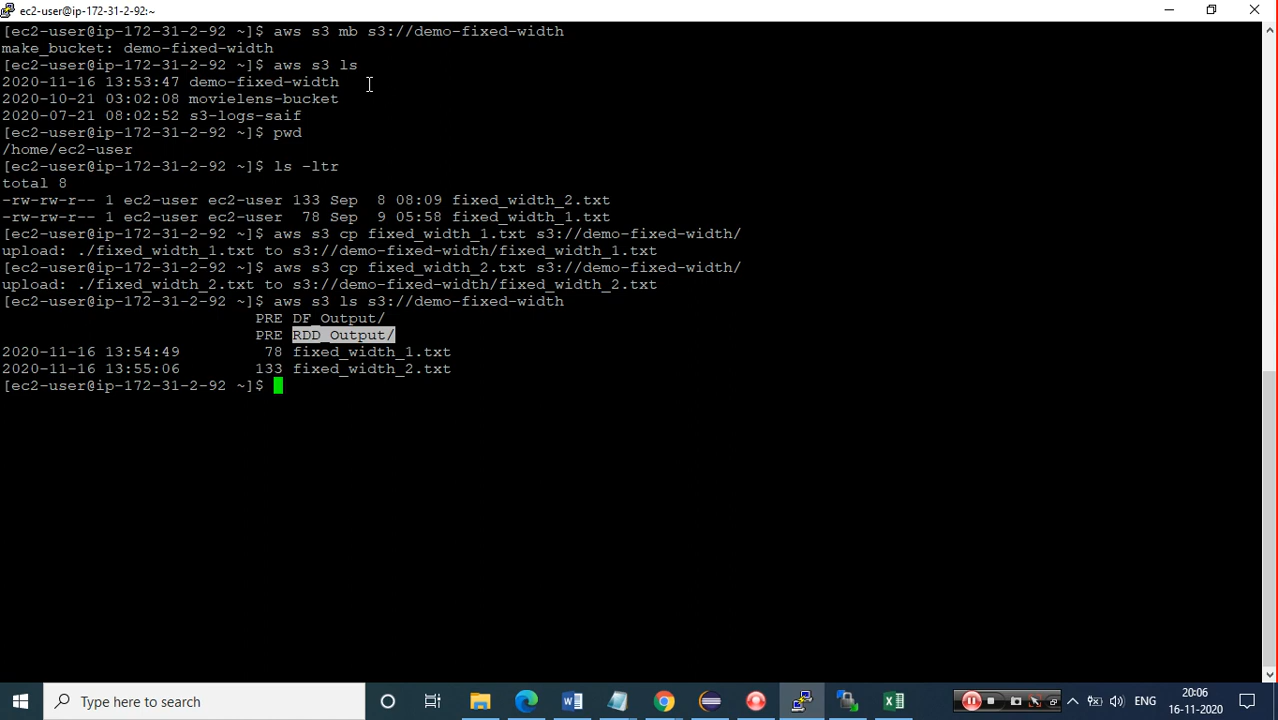 ec2-user@ip-172-31-2-92:~
[ec2-user@ip-172-31-2-92 ~]$ aws s3 mb s3://demo-fixed-width
make_bucket: demo-fixed-width
[ec2-user@ip-172-31-2-92 ~]$ aws s3 ls
2020-11-16 13:53:47 demo-fixed-width
2020-10-21 03:02:08 movielens-bucket
2020-07-21 08:02:52 s3-logs-saif
[ec2-user@ip-172-31-2-92 ~]$ pwd
/home/ec2-user
[ec2-user@ip-172-31-2-92 ~]$ ls -ltr
total 8
-rw-rw-r-- 1 ec2-user ec2-user 133 Sep  8 08:09 fixed_width_2.txt
-rw-rw-r-- 1 ec2-user ec2-user  78 Sep  9 05:58 fixed_width_1.txt
[ec2-user@ip-172-31-2-92 ~]$ aws s3 cp fixed_width_1.txt s3://demo-fixed-width/
upload: ./fixed_width_1.txt to s3://demo-fixed-width/fixed_width_1.txt
[ec2-user@ip-172-31-2-92 ~]$ aws s3 cp fixed_width_2.txt s3://demo-fixed-width/
upload: ./fixed_width_2.txt to s3://demo-fixed-width/fixed_width_2.txt
[ec2-user@ip-172-31-2-92 ~]$ aws s3 ls s3://demo-fixed-width
PRE DF_Output/
PRE RDD_Output/
2020-11-16 13:54:49         78 fixed_width_1.txt
2020-11-16 13:55:06        133 fixed_width_2.txt
[ec2-user@ip-172-31-2-92 ~]$
Type here to search
ENG
20:06
16-11-2020